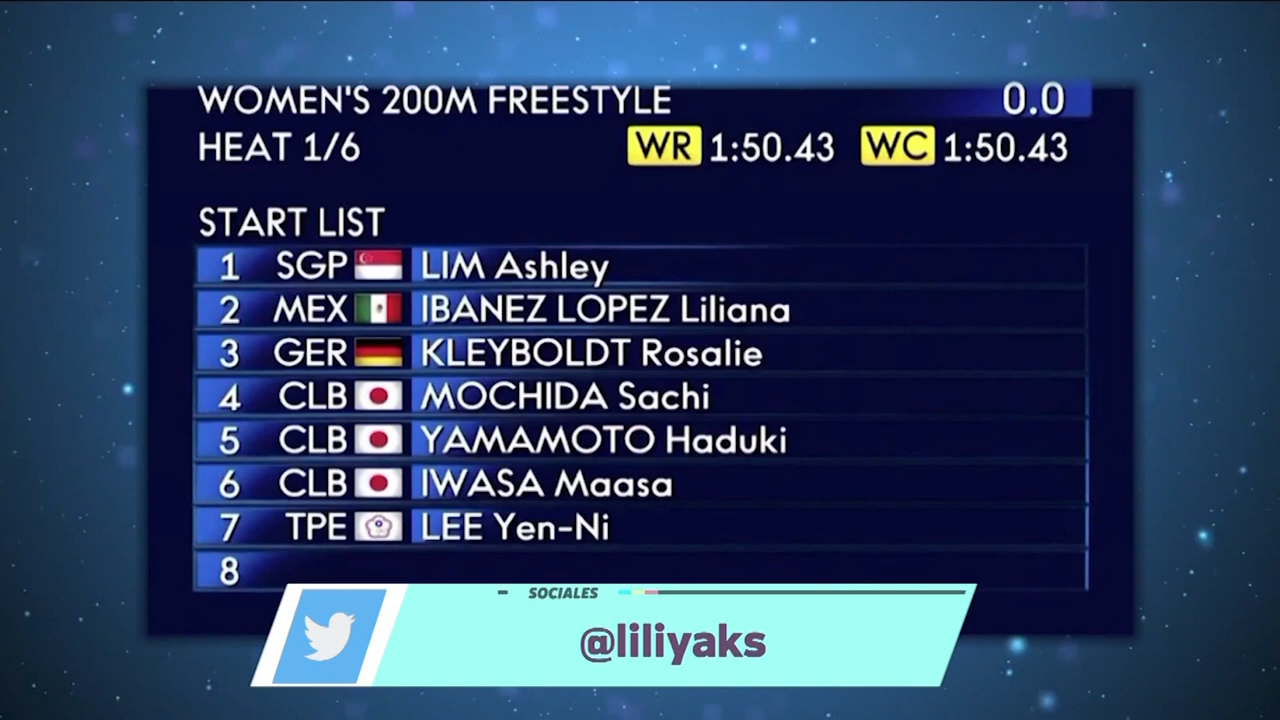 WOMEN'S 200M FREESTYLE 0.0
HEAT 1/6 WR 1:50.43 WC 1:50.43
START LIST
1 SGP LIM Ashley
2 MEX IBANEZ LOPEZ Liliana
3 GER KLEYBOLDT Rosalie
4 CLB MOCHIDA Sachi
5 CLB YAMAMOTO Haduki
6 CLB IWASA Maasa
7 TPE LEE Yen-Ni
8
SOCIALES
@liliyaks